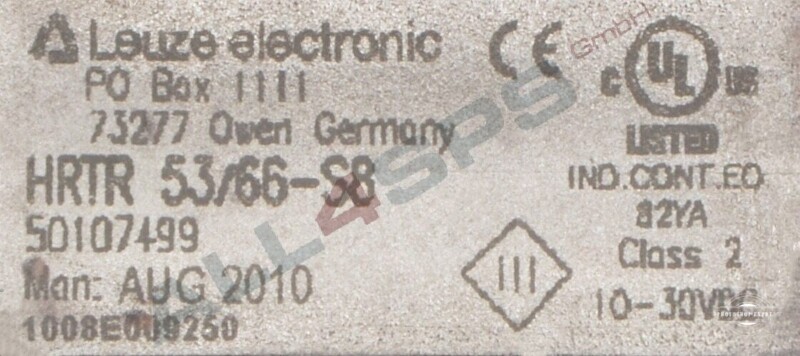 Leuze electronic
PO Box 1111
73277 Owen Germany
HRTR 53/66-S8
50107499
Man: AUG 2010
1008E009250
CE
C UL US
LISTED
IND.CONT.EQ
82YA
Class 2
10-30VDC
III
ALL4SPS GmbH